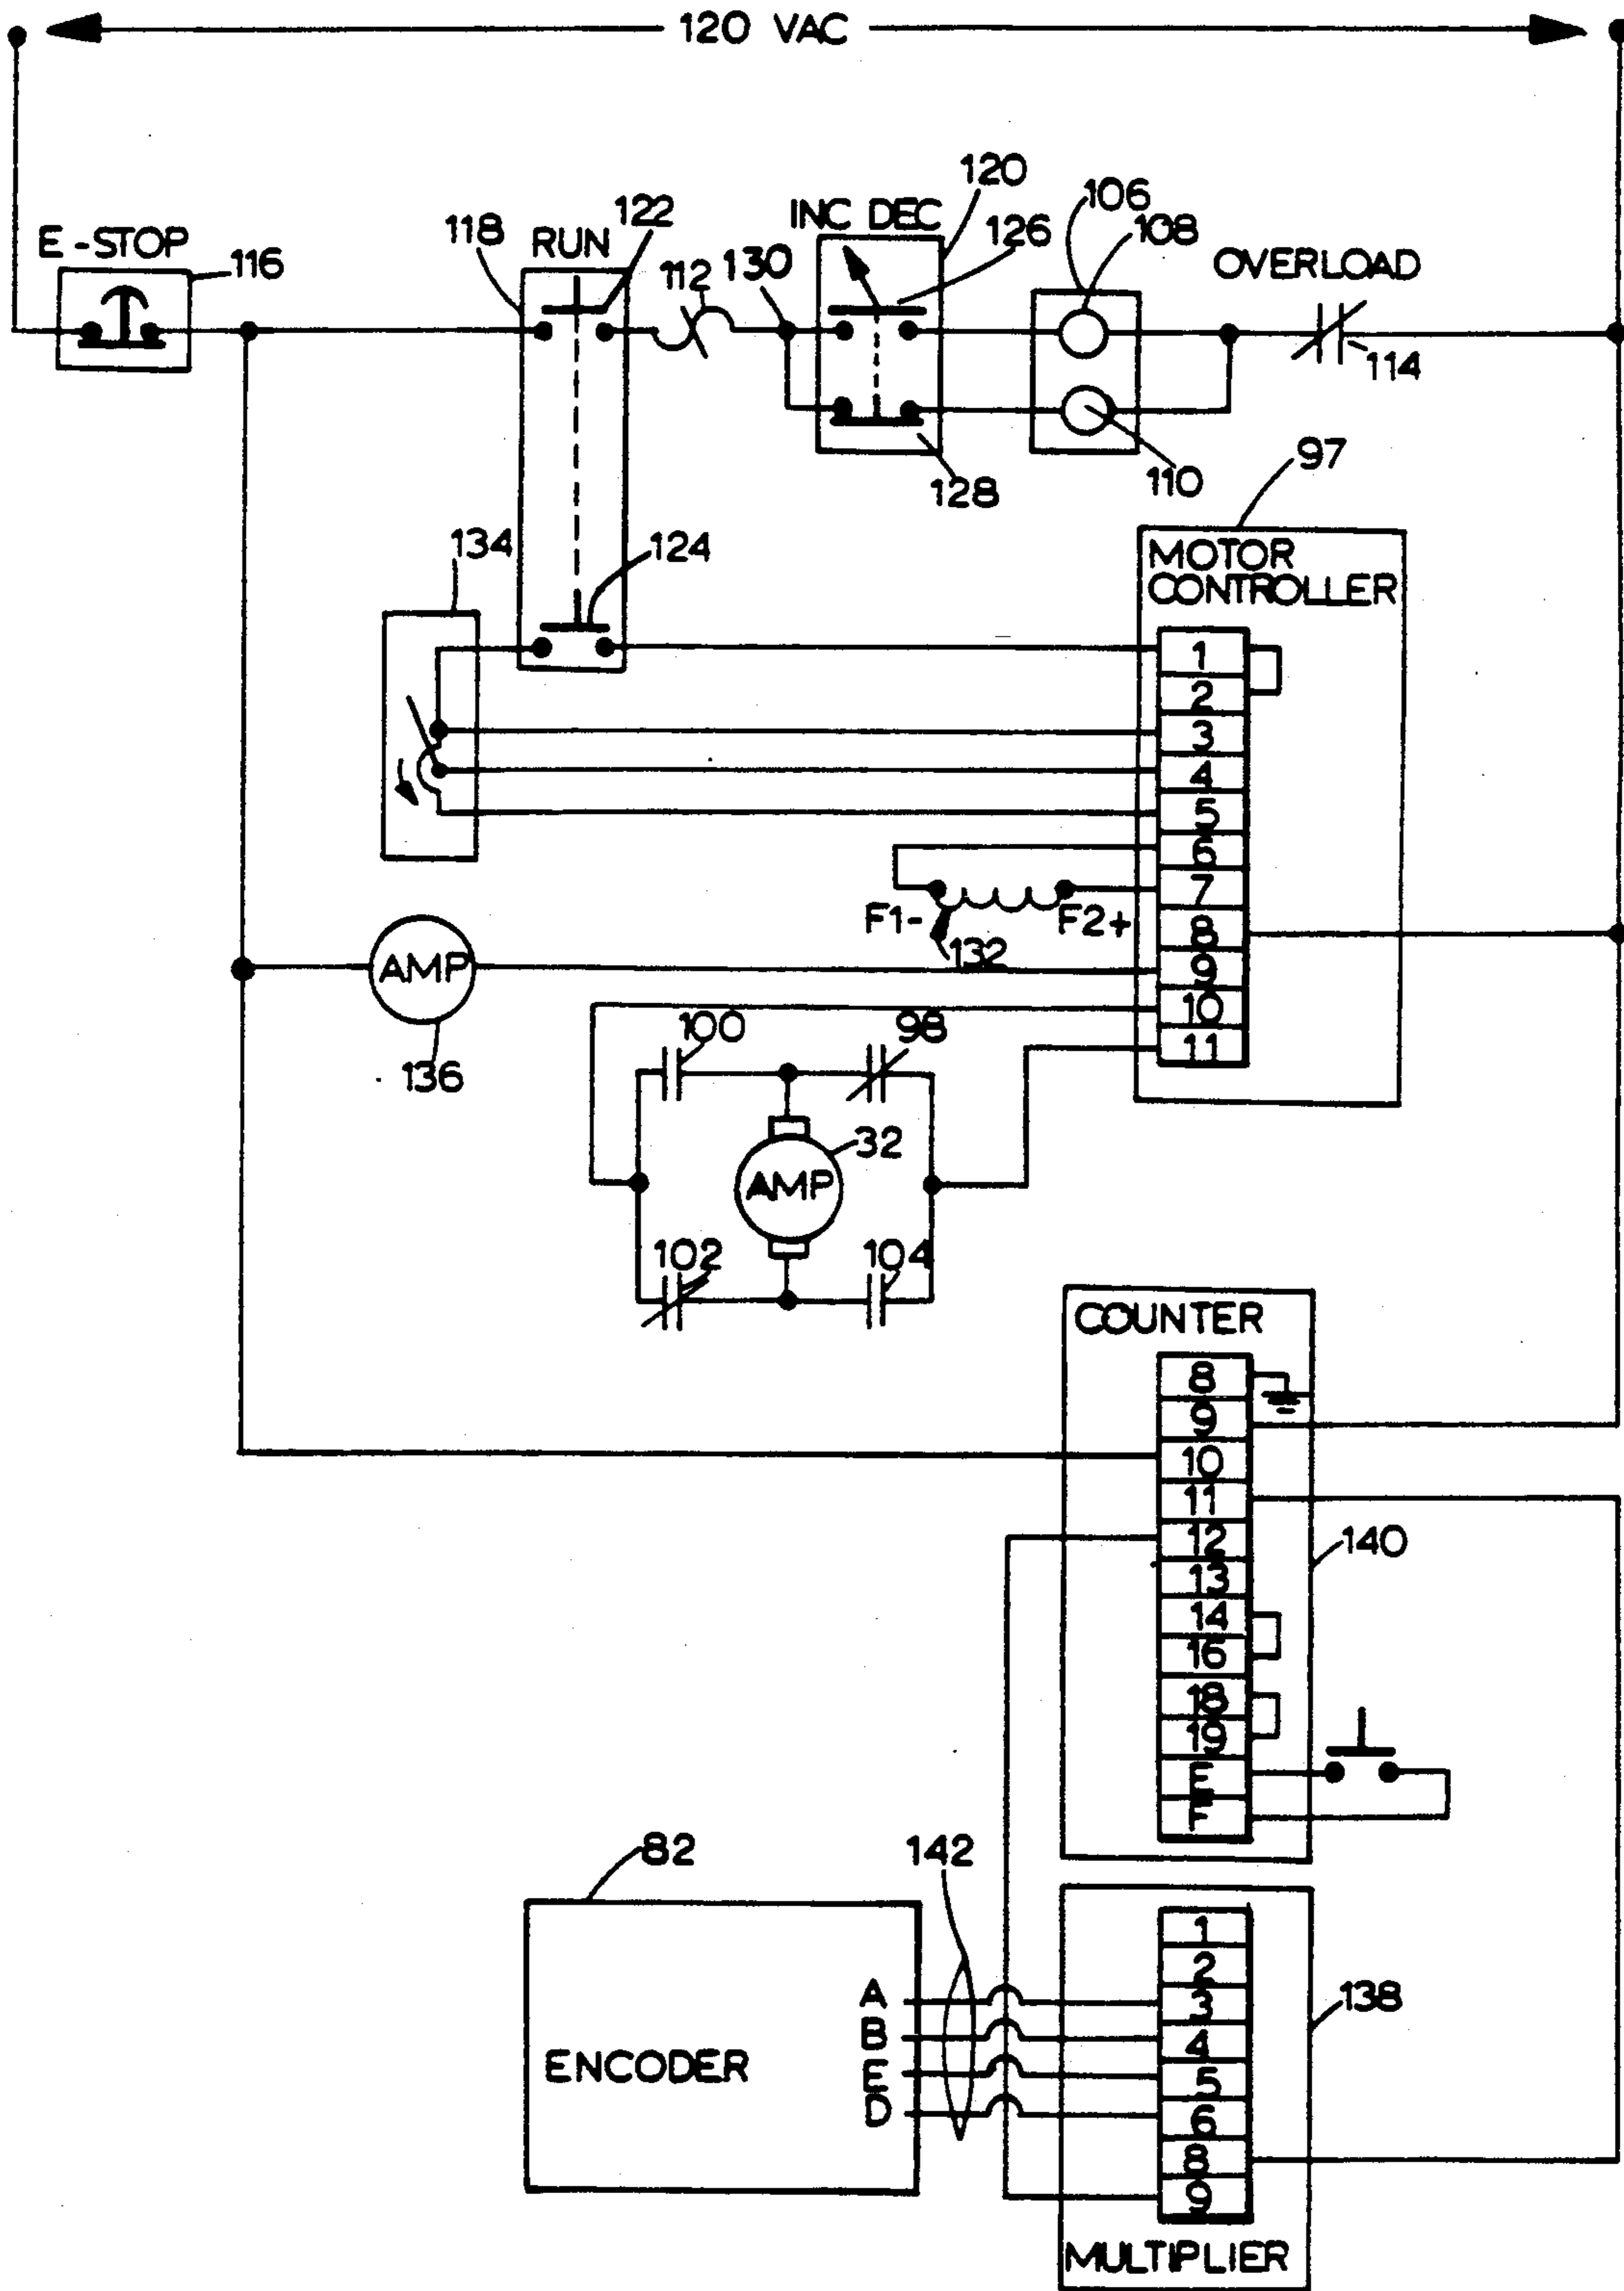 120 VAC
120
106
INC DEC
126
108
E-STOP
116
118
RUN
122
112
130
OVERLOAD
114
128
110
97
134
124
MOTOR
CONTROLLER
1
2
3
4
5
6
7
F1-
F2+
132
8
AMP
9
10
136
100
98
11
32
AMP
102
104
COUNTER
8
9
10
11
12
140
13
14
16
18
19
E
F
82
142
1
2
A
3
138
B
4
ENCODER
E
5
D
6
8
9
MULTIPLIER